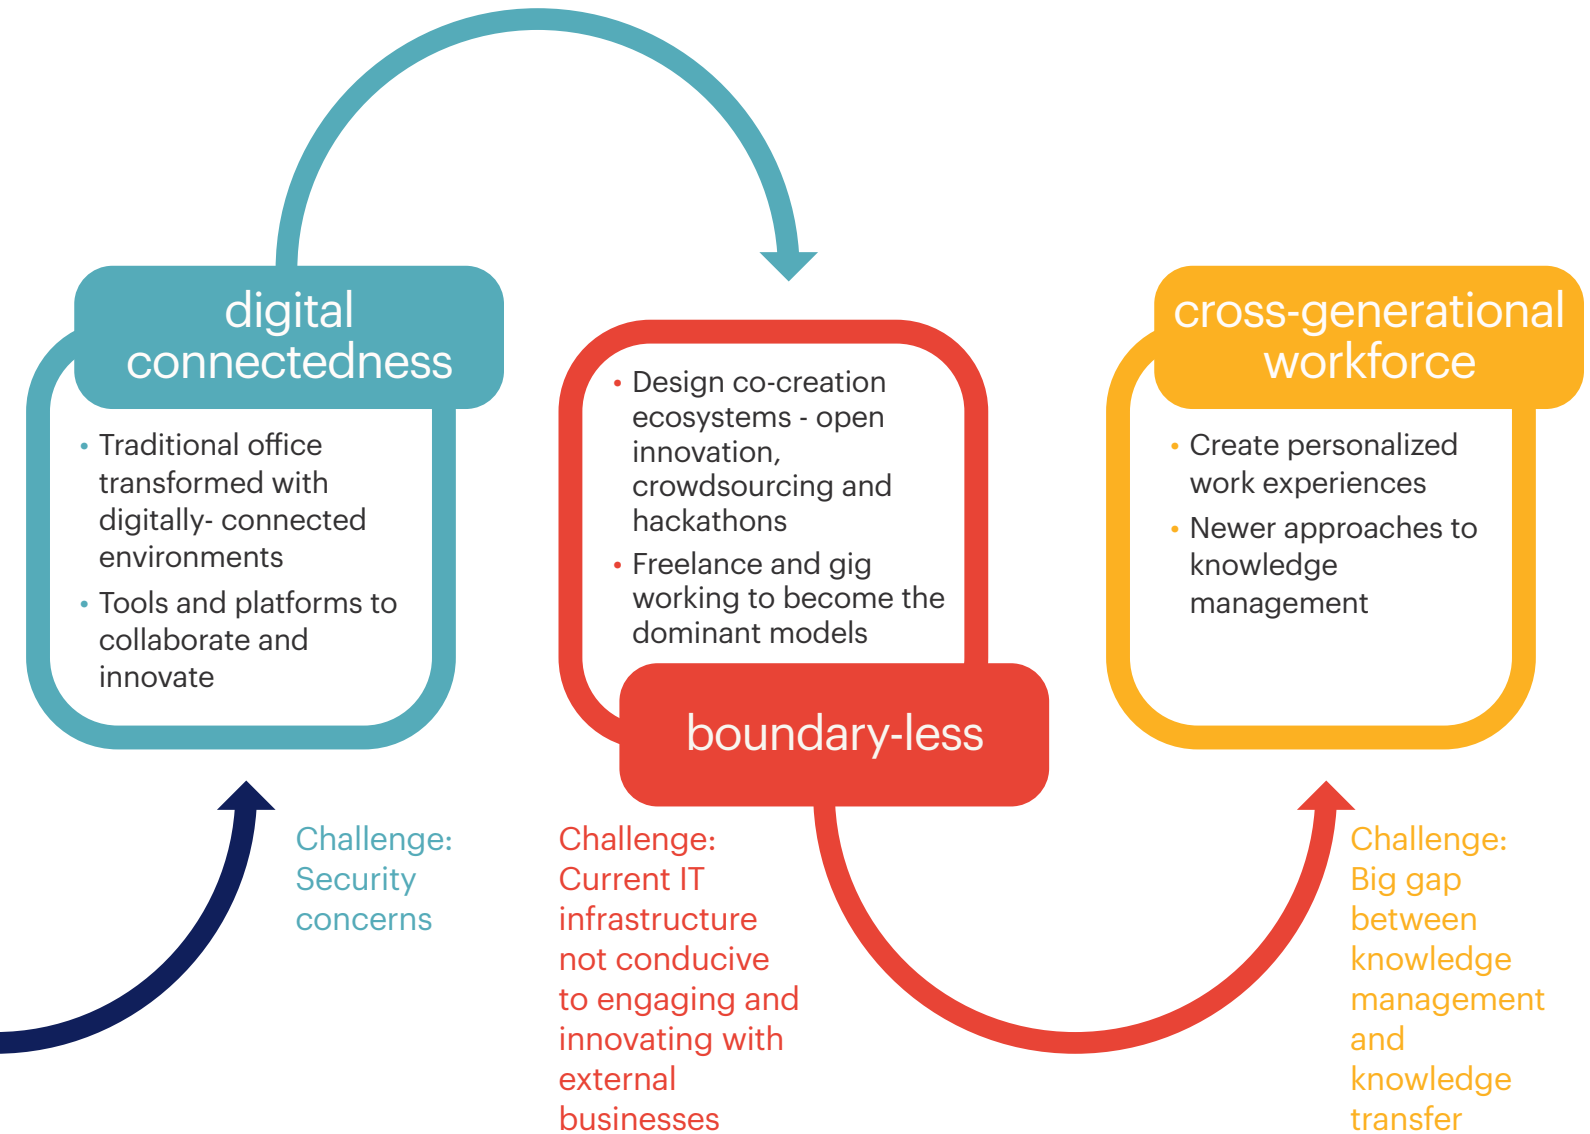 digital
connectedness
• Traditional office
transformed with
digitally- connected
environments
• Tools and platforms to
collaborate and
innovate
Challenge:
Security
concerns
• Design co-creation
ecosystems - open
innovation,
crowdsourcing and
hackathons
• Freelance and gig
working to become the
dominant models
boundary-less
Challenge:
Current IT
infrastructure
not conducive
to engaging and
innovating with
external
businesses
cross-generational
workforce
• Create personalized
work experiences
• Newer approaches to
knowledge
management
Challenge:
Big gap
between
knowledge
management
and
knowledge
transfer